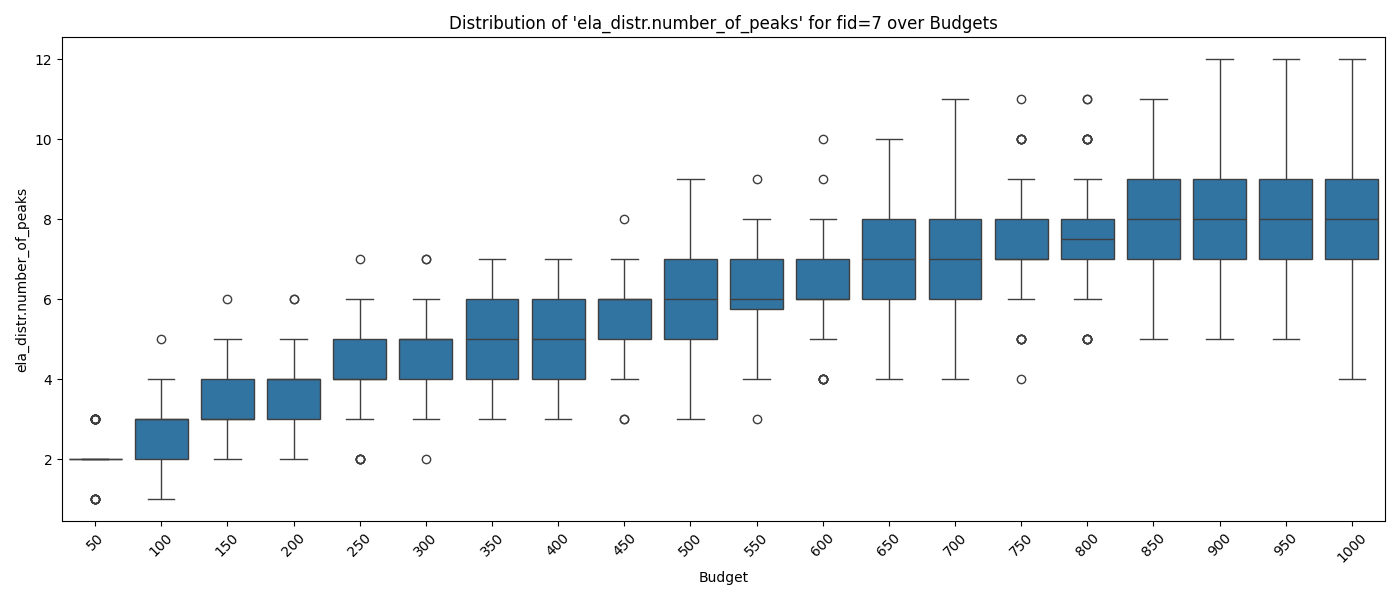 Distribution of 'ela_distr.number_of_peaks' for fid=7 over Budgets
ela_distr.number_of_peaks
12
10
8
6
4
2
50 100 150 200 250 300 350 400 450 500 550 600 650 700 750 800 850 900 950 1000
Budget